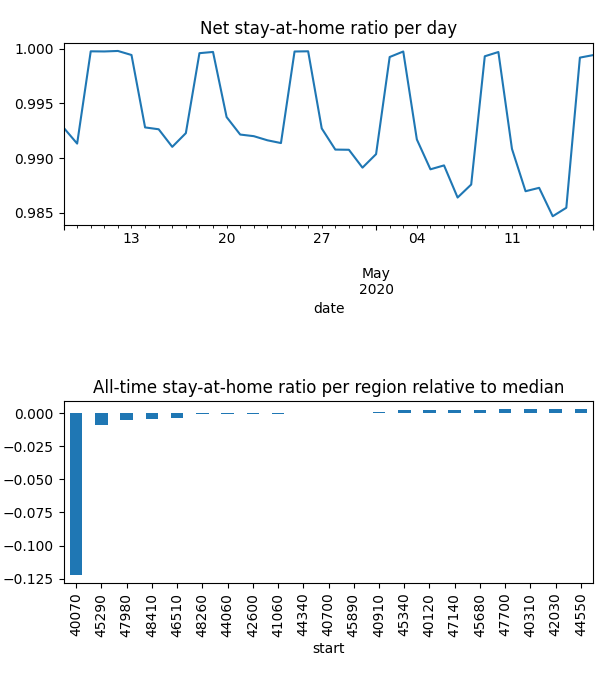 Net stay-at-home ratio per day
1.000
0.995
0.990
0.985
13 20 27 04 11
May
2020
date
All-time stay-at-home ratio per region relative to median
0.000
−0.025
−0.050
−0.075
−0.100
−0.125
40070 45290 47980 48410 46510 48260 44060 42600 41060 44340 40700 45890 40910 45340 40120 47140 45680 47700 40310 42030 44550
start